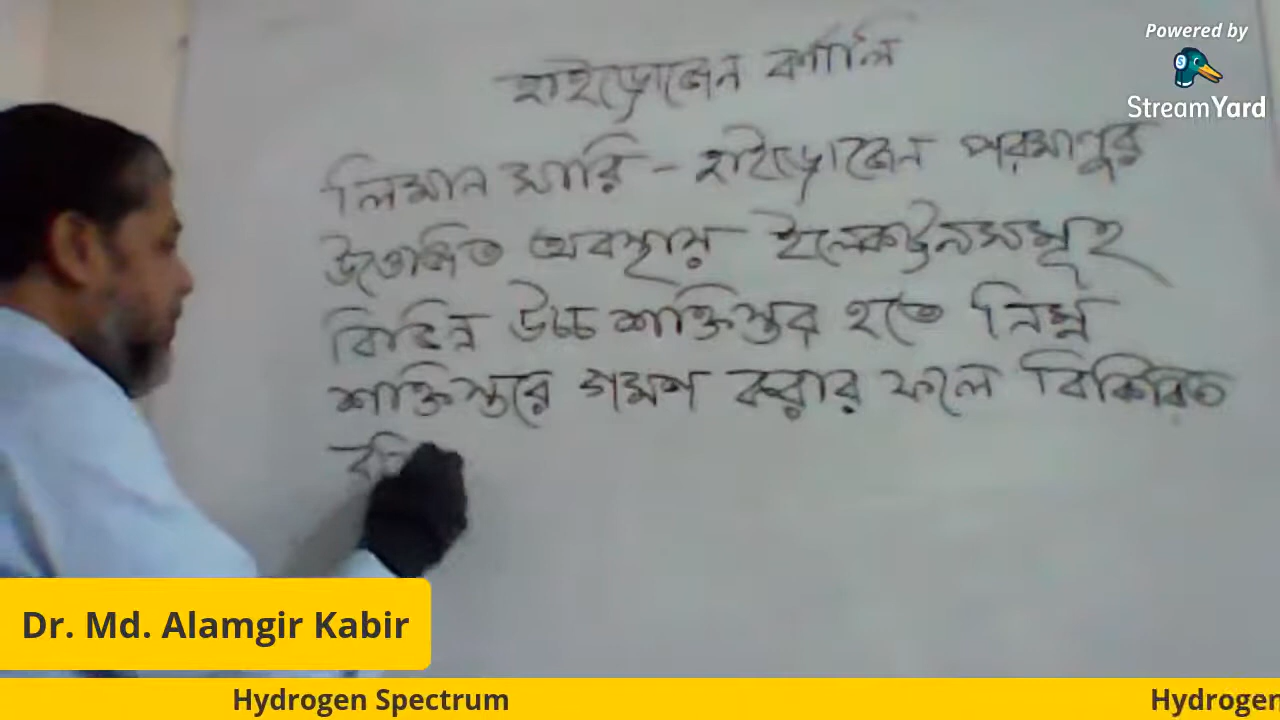 Powered by
StreamYard
হাইড্রোজেন বর্ণালি
লিমান সারি - হাইড্রোজেন পরমাণুর
উত্তেজিত অবস্থায় ইলেকট্রনসমূহ
বিভিন্ন উচ্চ শক্তিস্তর হতে নিম্ন
শক্তিস্তরে গমণ করার ফলে বিকিরিত
Dr. Md. Alamgir Kabir
Hydrogen Spectrum
Hydrogen